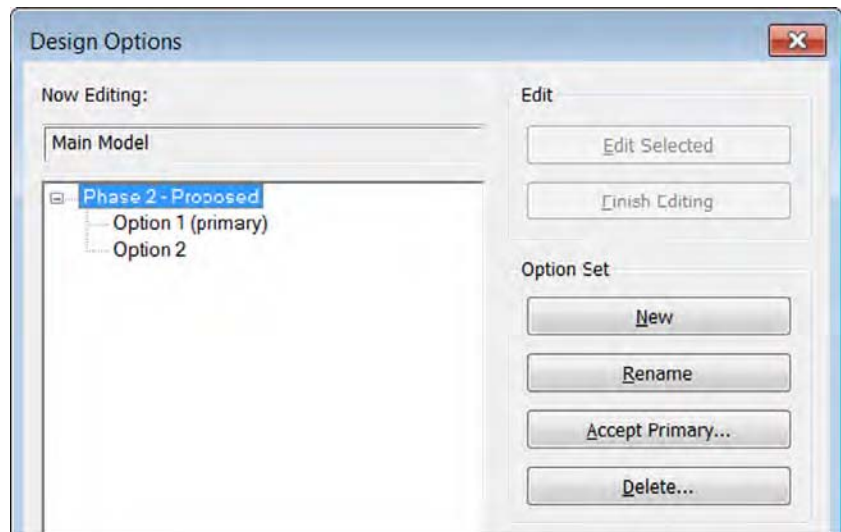 Design Options
Now Editing:
Main Model
Phase 2 - Proposed
Option 1 (primary)
Option 2
Edit
Edit Selected
Finish Editing
Option Set
New
Rename
Accept Primary...
Delete...